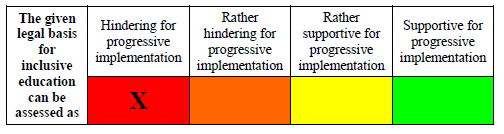 The given
legal basis
for
inclusive
education
can be
assessed as
Hindering for
progressive
implementation
Rather
hindering for
progressive
implementation
Rather
supportive for
progressive
implementation
Supportive for
progressive
implementation
X